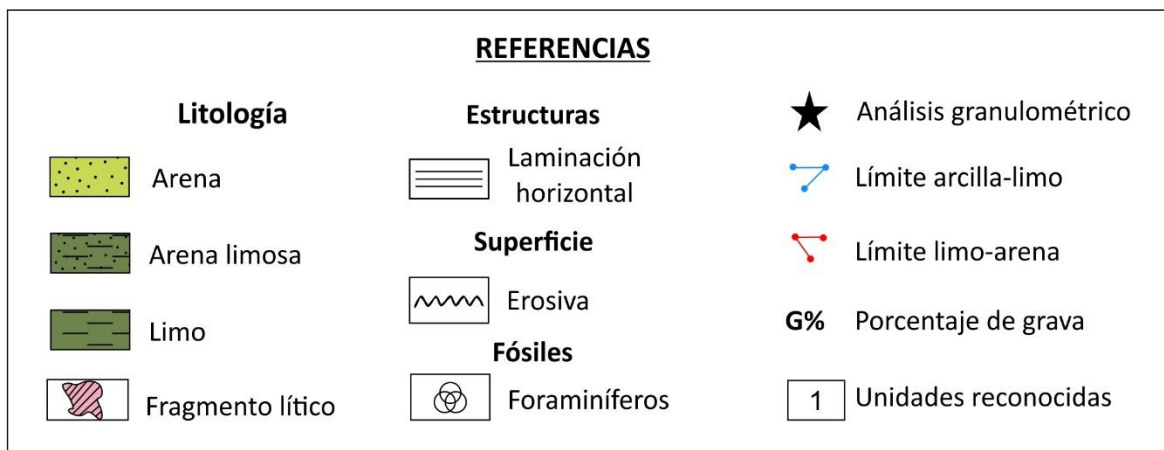 REFERENCIAS
Litología
Arena
Arena limosa
Limo
Fragmento lítico
Estructuras
Laminación
horizontal
Superficie
Erosiva
Fósiles
Foraminíferos
Análisis granulométrico
Límite arcilla-limo
Límite limo-arena
G% Porcentaje de grava
1 Unidades reconocidas